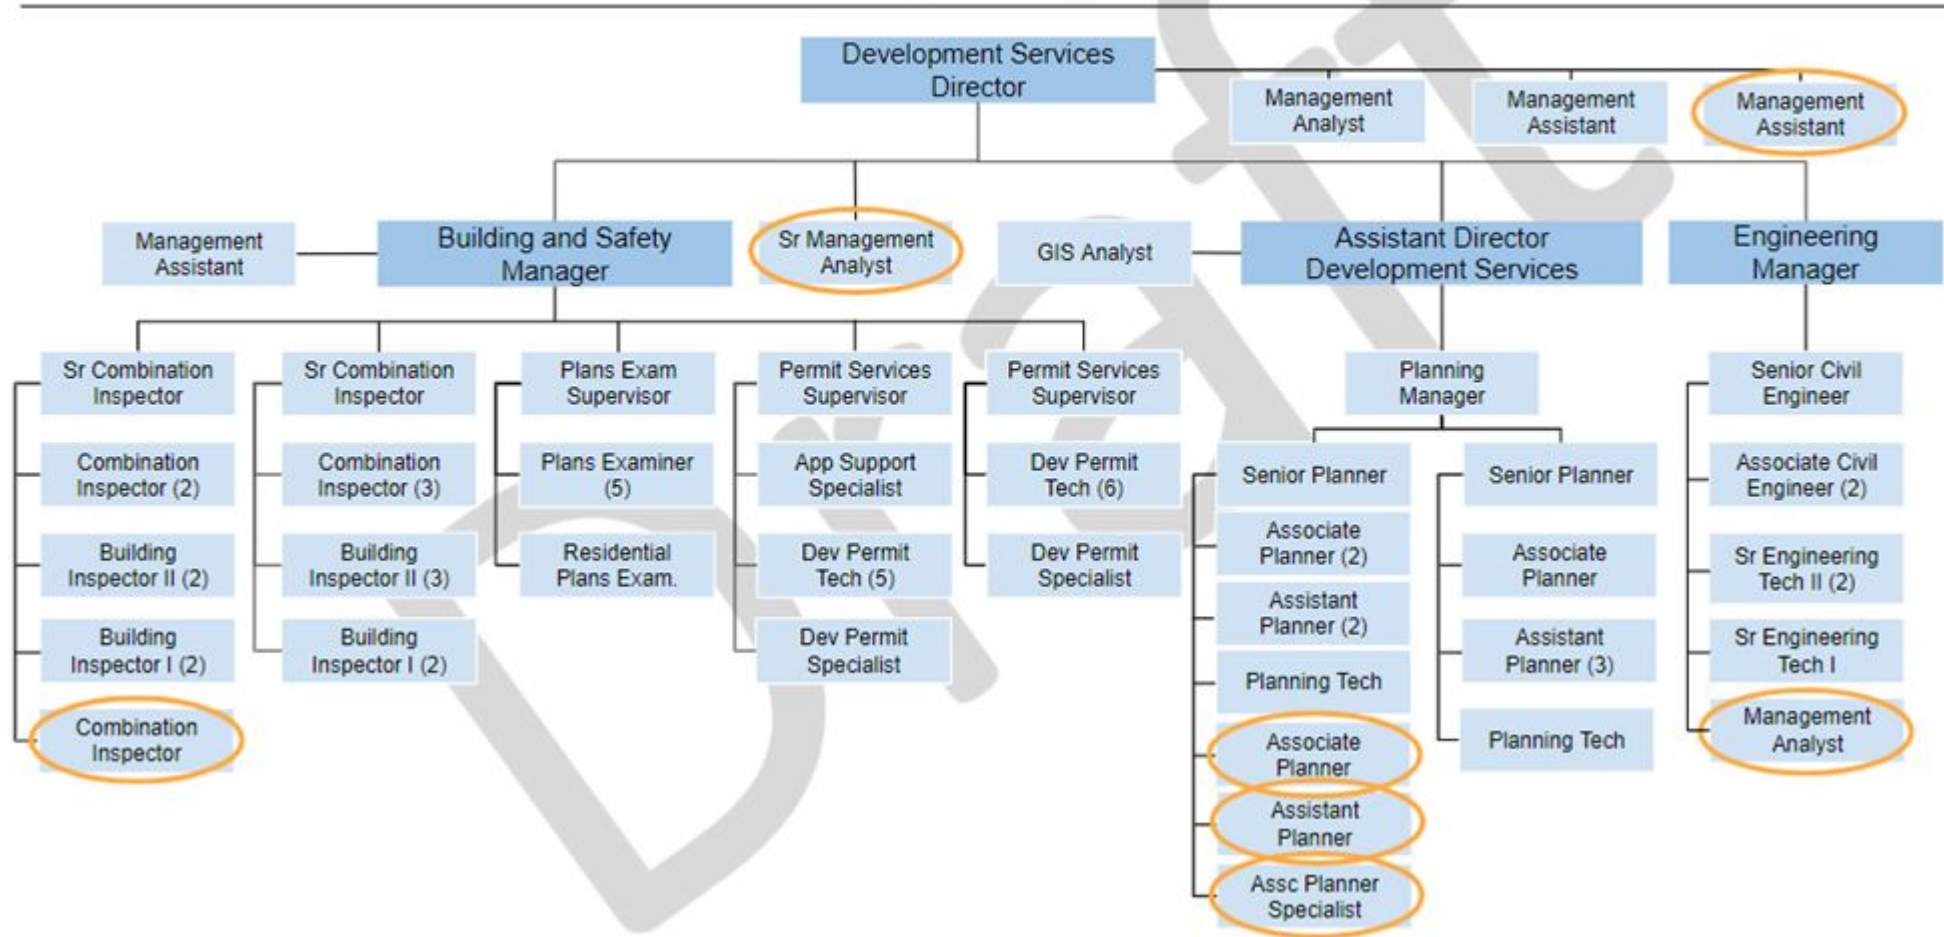 Development Services
Director
Management
Analyst
Management
Assistant
Management
Assistant
Management
Assistant
Building and Safety
Manager
Sr Management
Analyst
GIS Analyst
Assistant Director
Development Services
Engineering
Manager
Sr Combination
Inspector
Combination
Inspector (2)
Building
Inspector II (2)
Building
Inspector I (2)
Combination
Inspector
Sr Combination
Inspector
Combination
Inspector (3)
Building
Inspector II (3)
Building
Inspector I (2)
Plans Exam
Supervisor
Plans Examiner
(5)
Residential
Plans Exam.
Permit Services
Supervisor
App Support
Specialist
Dev Permit
Tech (5)
Dev Permit
Specialist
Permit Services
Supervisor
Dev Permit
Tech (6)
Dev Permit
Specialist
Planning
Manager
Senior Planner
Associate
Planner (2)
Assistant
Planner (2)
Planning Tech
Associate
Planner
Assistant
Planner
Assc Planner
Specialist
Senior Planner
Associate
Planner
Assistant
Planner (3)
Planning Tech
Senior Civil
Engineer
Associate Civil
Engineer (2)
Sr Engineering
Tech II (2)
Sr Engineering
Tech I
Management
Analyst
Draft